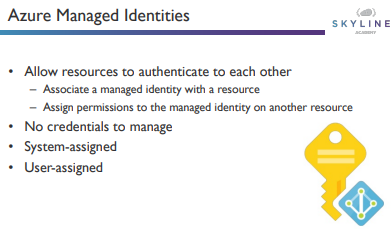 Azure Managed Identities
SKYLINE
ACADEMY
• Allow resources to authenticate to each other
– Associate a managed identity with a resource
– Assign permissions to the managed identity on another resource
• No credentials to manage
• System-assigned
• User-assigned